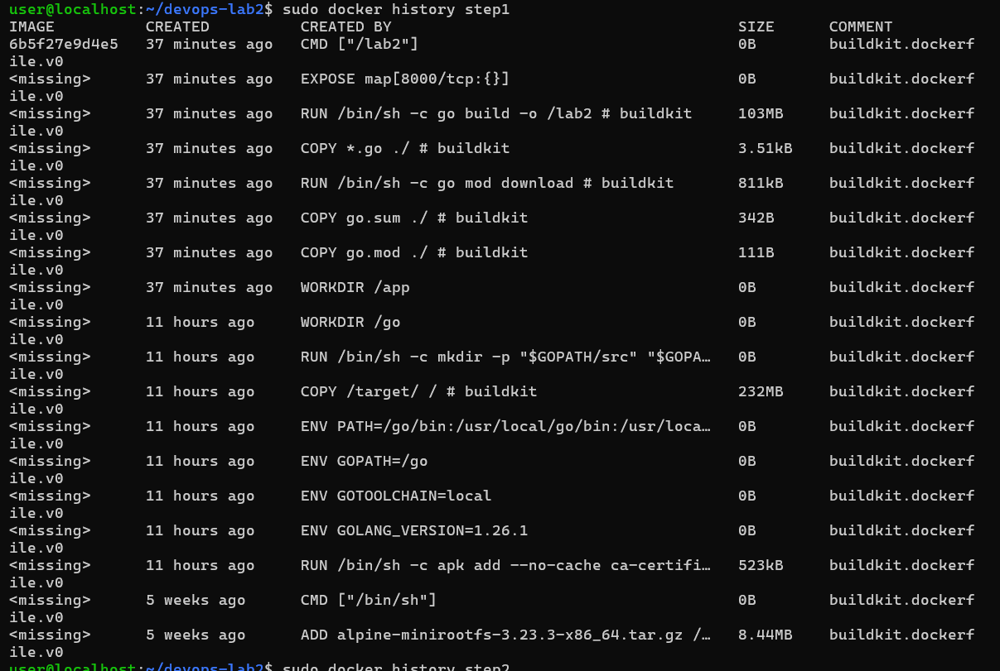 user@localhost:~/devops-lab2$ sudo docker history step1
IMAGE CREATED CREATED BY SIZE COMMENT
6b5f27e9d4e5 37 minutes ago CMD ["/lab2"] 0B buildkit.dockerf
ile.v0
<missing> 37 minutes ago EXPOSE map[8000/tcp:{}] 0B buildkit.dockerf
ile.v0
<missing> 37 minutes ago RUN /bin/sh -c go build -o /lab2 # buildkit 103MB buildkit.dockerf
ile.v0
<missing> 37 minutes ago COPY *.go ./ # buildkit 3.51kB buildkit.dockerf
ile.v0
<missing> 37 minutes ago RUN /bin/sh -c go mod download # buildkit 811kB buildkit.dockerf
ile.v0
<missing> 37 minutes ago COPY go.sum ./ # buildkit 342B buildkit.dockerf
ile.v0
<missing> 37 minutes ago COPY go.mod ./ # buildkit 111B buildkit.dockerf
ile.v0
<missing> 37 minutes ago WORKDIR /app 0B buildkit.dockerf
ile.v0
<missing> 11 hours ago WORKDIR /go 0B buildkit.dockerf
ile.v0
<missing> 11 hours ago RUN /bin/sh -c mkdir -p "$GOPATH/src" "$GOPA… 0B buildkit.dockerf
ile.v0
<missing> 11 hours ago COPY /target/ / # buildkit 232MB buildkit.dockerf
ile.v0
<missing> 11 hours ago ENV PATH=/go/bin:/usr/local/go/bin:/usr/loca… 0B buildkit.dockerf
ile.v0
<missing> 11 hours ago ENV GOPATH=/go 0B buildkit.dockerf
ile.v0
<missing> 11 hours ago ENV GOTOOLCHAIN=local 0B buildkit.dockerf
ile.v0
<missing> 11 hours ago ENV GOLANG_VERSION=1.26.1 0B buildkit.dockerf
ile.v0
<missing> 11 hours ago RUN /bin/sh -c apk add --no-cache ca-certifi… 523kB buildkit.dockerf
ile.v0
<missing> 5 weeks ago CMD ["/bin/sh"] 0B buildkit.dockerf
ile.v0
<missing> 5 weeks ago ADD alpine-minirootfs-3.23.3-x86_64.tar.gz /… 8.44MB buildkit.dockerf
ile.v0
user@localhost:~/devops-lab2$ sudo docker history step2